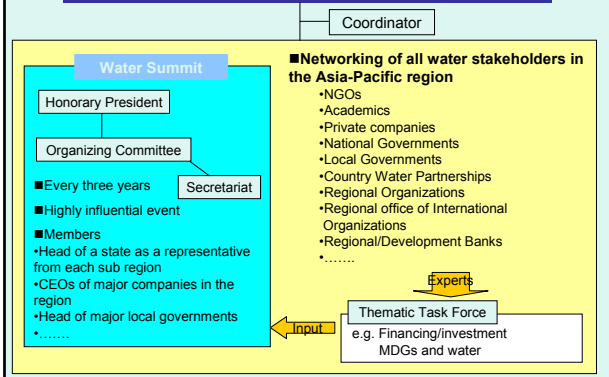 Coordinator
Water Summit
Honorary President
Organizing Committee
Secretariat
■Every three years
■Highly influential event
■Members
•Head of a state as a representative
from each sub region
•CEOs of major companies in the
region
•Head of major local governments
•…….
■Networking of all water stakeholders in
the Asia-Pacific region
•NGOs
•Academics
•Private companies
•National Governments
•Local Governments
•Country Water Partnerships
•Regional Organizations
•Regional office of International
Organizations
•Regional/Development Banks
•…….
Experts
Thematic Task Force
e.g. Financing/investment
MDGs and water
Input